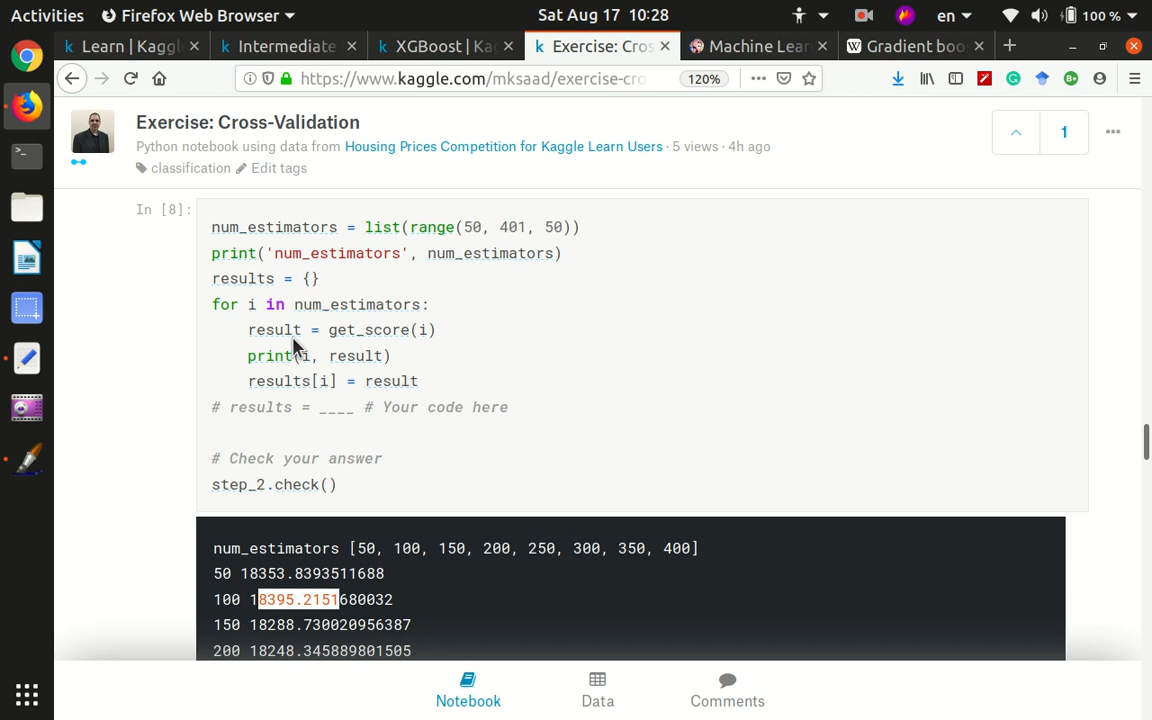 Activities Firefox Web Browser Sat Aug 17 10:28 en 100 %
Learn | Kaggl Intermediate XGBoost | Ka Exercise: Cros Machine Lear Gradient boo
https://www.kaggle.com/mksaad/exercise-cro 120%
Exercise: Cross-Validation
Python notebook using data from Housing Prices Competition for Kaggle Learn Users · 5 views · 4h ago
1
classification Edit tags
In [8]:
num_estimators = list(range(50, 401, 50))
print('num_estimators', num_estimators)
results = {}
for i in num_estimators:
    result = get_score(i)
    print(i, result)
    results[i] = result
# results = ____ # Your code here
# Check your answer
step_2.check()
num_estimators [50, 100, 150, 200, 250, 300, 350, 400]
50 18353.8393511688
100 18395.2151680032
150 18288.730020956387
200 18248.345889801505
Notebook Data Comments